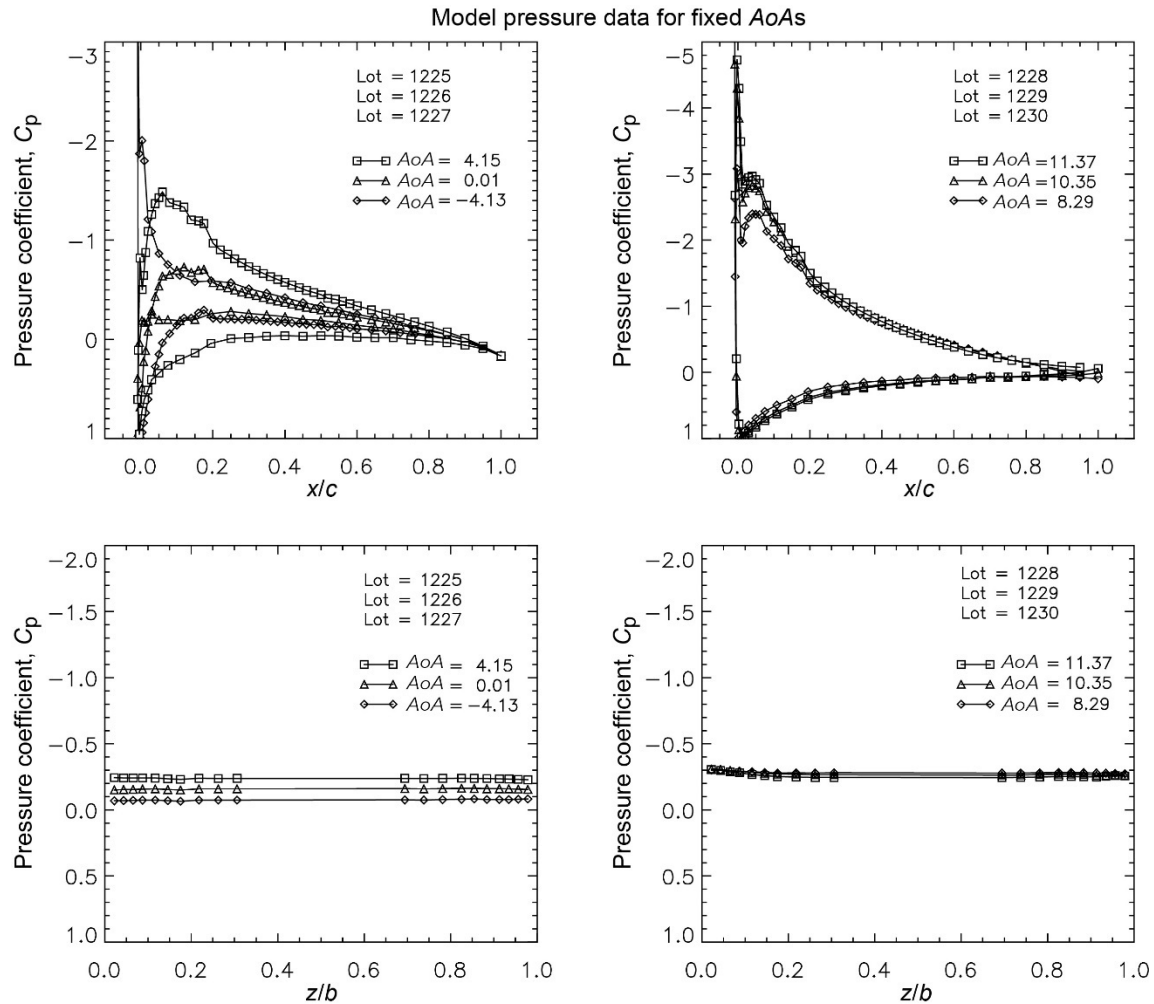 Model pressure data for fixed AoAs
Pressure coefficient, Cp
−3
−2
−1
0
1
Lot = 1225
Lot = 1226
Lot = 1227
AoA = 4.15
AoA = 0.01
AoA = −4.13
0.0 0.2 0.4 0.6 0.8 1.0
x/c
Pressure coefficient, Cp
−5
−4
−3
−2
−1
0
1
Lot = 1228
Lot = 1229
Lot = 1230
AoA = 11.37
AoA = 10.35
AoA = 8.29
0.0 0.2 0.4 0.6 0.8 1.0
x/c
Pressure coefficient, Cp
−2.0
−1.5
−1.0
−0.5
0.0
0.5
1.0
Lot = 1225
Lot = 1226
Lot = 1227
AoA = 4.15
AoA = 0.01
AoA = −4.13
0.0 0.2 0.4 0.6 0.8 1.0
z/b
Pressure coefficient, Cp
−2.0
−1.5
−1.0
−0.5
0.0
0.5
1.0
Lot = 1228
Lot = 1229
Lot = 1230
AoA = 11.37
AoA = 10.35
AoA = 8.29
0.0 0.2 0.4 0.6 0.8 1.0
z/b